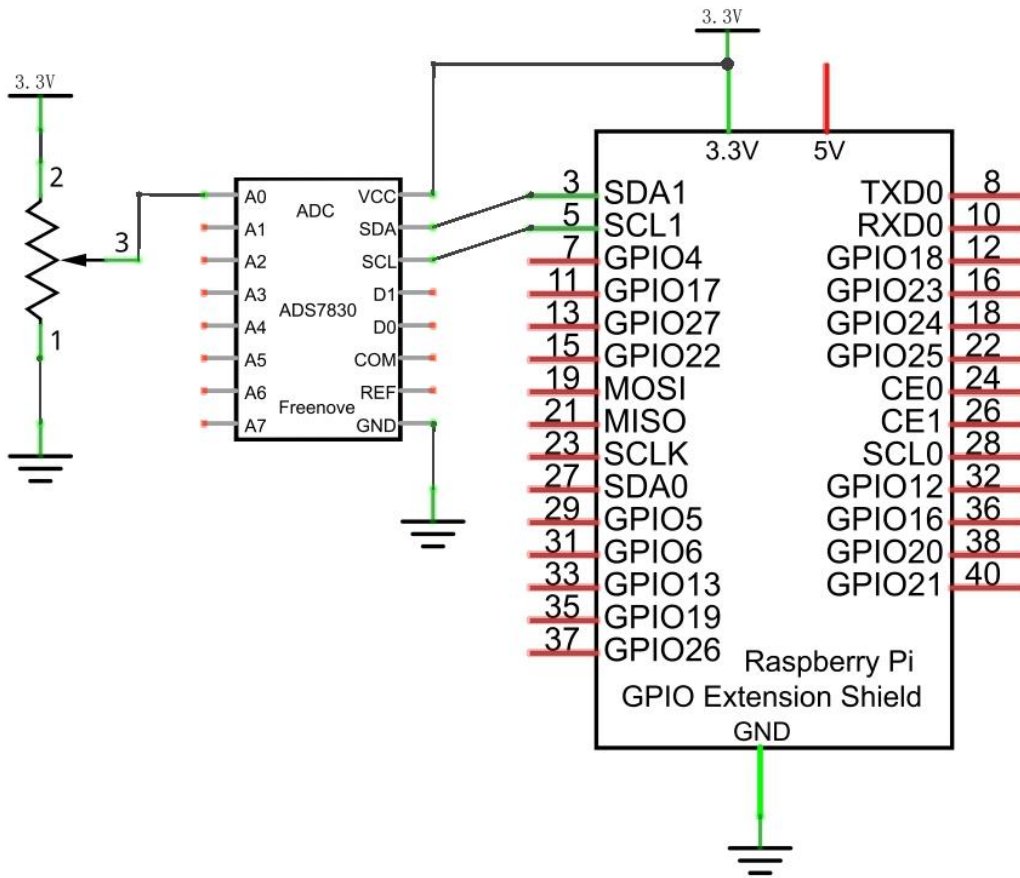 3.3V
3.3V
2
3
1
A0
A1
A2
A3
A4
A5
A6
A7
ADC
ADS7830
Freenove
VCC
SDA
SCL
D1
D0
COM
REF
GND
3.3V 5V
3 SDA1
5 SCL1
7 GPIO4
11 GPIO17
13 GPIO27
15 GPIO22
19 MOSI
21 MISO
23 SCLK
27 SDA0
29 GPIO5
31 GPIO6
33 GPIO13
35 GPIO19
37 GPIO26
TXD0 8
RXD0 10
GPIO18 12
GPIO23 16
GPIO24 18
GPIO25 22
CE0 24
CE1 26
SCL0 28
GPIO12 32
GPIO16 36
GPIO20 38
GPIO21 40
Raspberry Pi
GPIO Extension Shield
GND